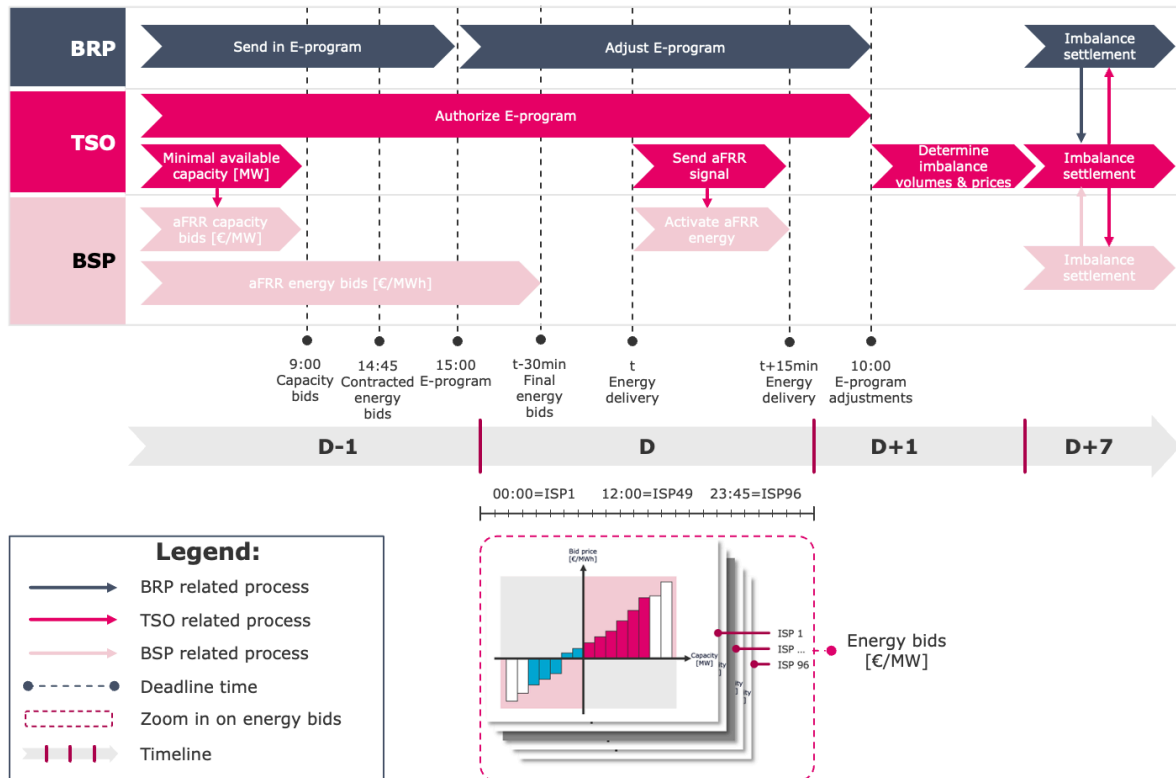 BRP
Send in E-program
Adjust E-program
Imbalance
settlement
TSO
Authorize E-program
Minimal available
capacity [MW]
Send aFRR
signal
Determine
imbalance
volumes & prices
Imbalance
settlement
BSP
aFRR capacity
bids [€/MW]
Activate aFRR
energy
aFRR energy bids [€/MWh]
Imbalance
settlement
9:00
Capacity
bids
14:45
Contracted
energy
bids
15:00
E-program
t-30min
Final
energy
bids
t
Energy
delivery
t+15min
Energy
delivery
10:00
E-program
adjustments
D-1
D
D+1
D+7
00:00=ISP1
12:00=ISP49
23:45=ISP96
Legend:
BRP related process
TSO related process
BSP related process
Deadline time
Zoom in on energy bids
Timeline
Bid price
[€/MWh]
Capacity
[MW]
ISP 1
ISP ...
ISP 96
Energy bids
[€/MW]